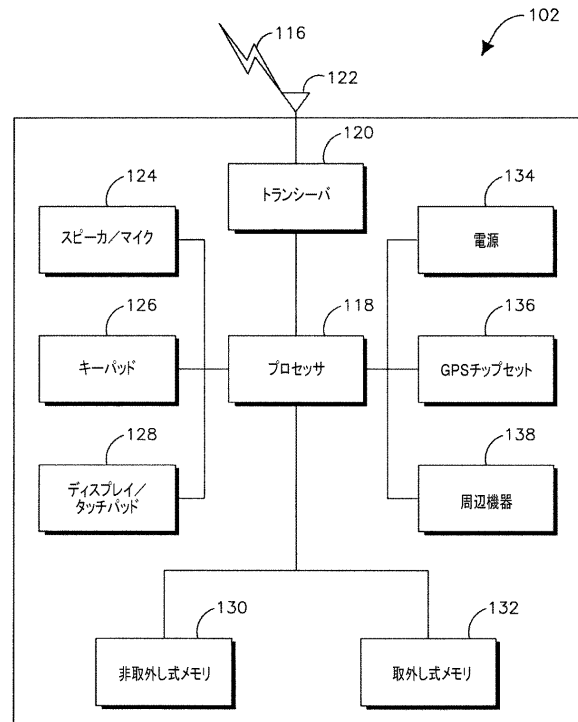 116
102
122
120
トランシーバ
124
スピーカ／マイク
134
電源
126
キーパッド
118
プロセッサ
136
GPSチップセット
128
ディスプレイ／
タッチパッド
138
周辺機器
130
非取外し式メモリ
132
取外し式メモリ